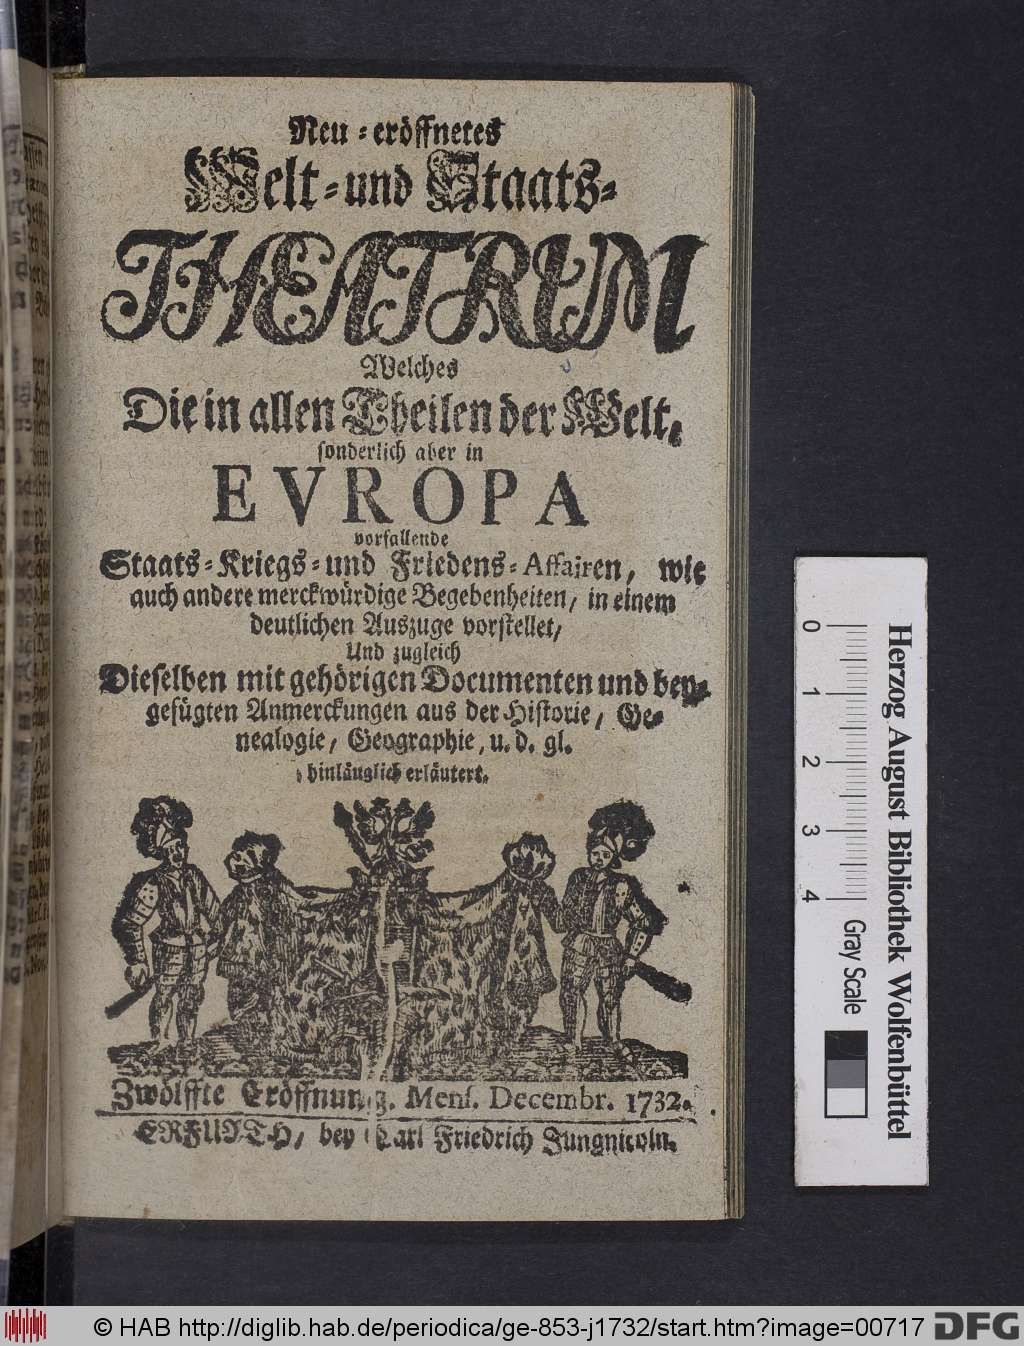 Neu-eröffnetes
Welt-und Staats-
THEATRUM
Welches
Die in allen Theilen der Welt,
sonderlich aber in
EVROPA
vorfallende
Staats-Kriegs-und Friedens-Affairen, wie
auch andere merckwürdige Begebenheiten, in einem
deutlichen Auszuge vorstellet,
Und zugleich
Dieselben mit gehörigen Documenten und bey-
gefügten Anmerckungen aus der Historie, Ge-
nealogie, Geographie, u. d. gl.
hinlänglich erläutert.
Zwölffte Eröffnung. Mens. Decembr. 1732.
ERFURTH, bey Carl Friedrich Jungnicoln.
Herzog August Bibliothek Wolfenbüttel
0 1 2 3 4 Gray Scale
© HAB http://diglib.hab.de/periodica/ge-853-j1732/start.htm?image=00717
DFG